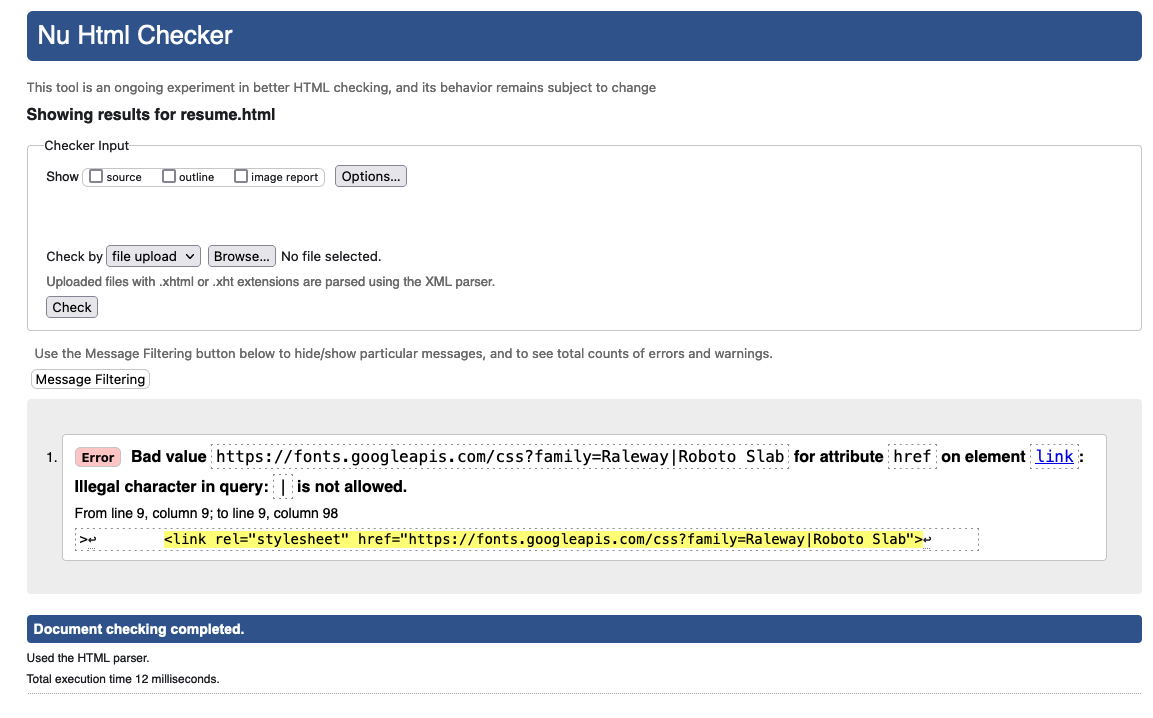 Nu Html Checker
This tool is an ongoing experiment in better HTML checking, and its behavior remains subject to change
Showing results for resume.html
Checker Input
Show source outline image report Options...
Check by file upload Browse... No file selected.
Uploaded files with .xhtml or .xht extensions are parsed using the XML parser.
Check
Use the Message Filtering button below to hide/show particular messages, and to see total counts of errors and warnings.
Message Filtering
1. Error Bad value https://fonts.googleapis.com/css?family=Raleway|Roboto Slab for attribute href on element link:
Illegal character in query: | is not allowed.
From line 9, column 9; to line 9, column 98
>↩ <link rel="stylesheet" href="https://fonts.googleapis.com/css?family=Raleway|Roboto Slab">↩
Document checking completed.
Used the HTML parser.
Total execution time 12 milliseconds.